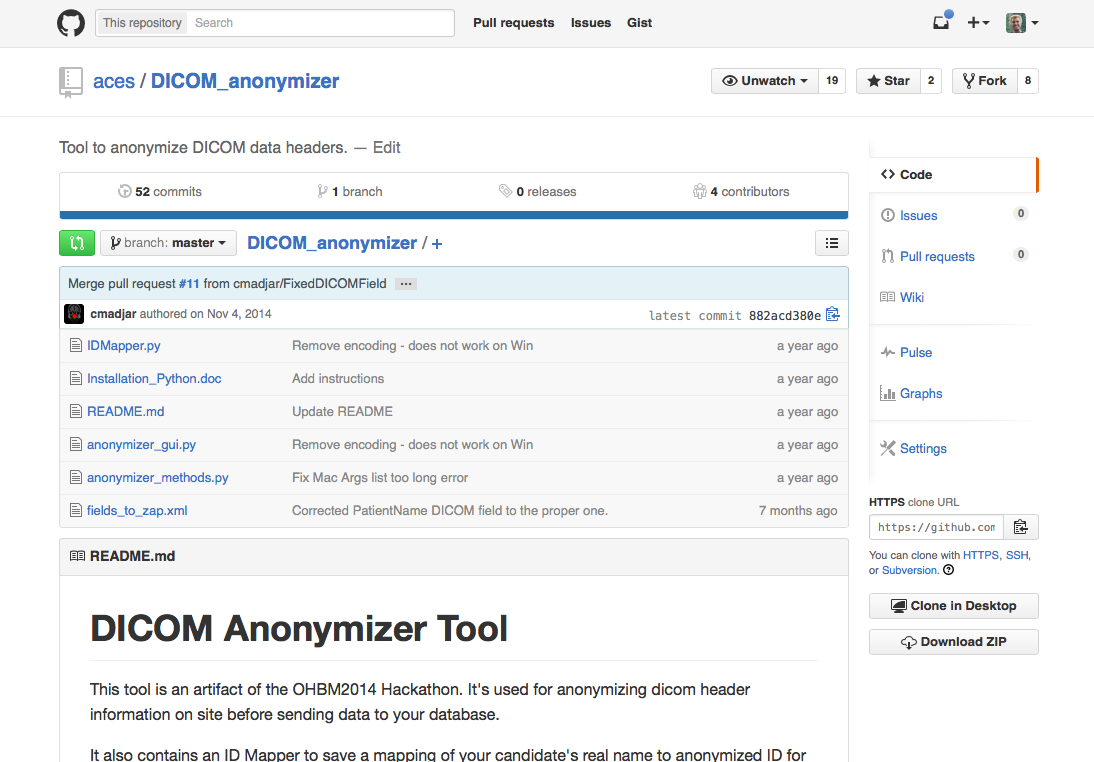 This repository Search Pull requests Issues Gist
aces / DICOM_anonymizer Unwatch 19 Star 2 Fork 8
Tool to anonymize DICOM data headers. — Edit
52 commits 1 branch 0 releases 4 contributors
branch: master DICOM_anonymizer / +
Merge pull request #11 from cmadjar/FixedDICOMField ...
cmadjar authored on Nov 4, 2014 latest commit 882acd380e
IDMapper.py Remove encoding - does not work on Win a year ago
Installation_Python.doc Add instructions a year ago
README.md Update README a year ago
anonymizer_gui.py Remove encoding - does not work on Win a year ago
anonymizer_methods.py Fix Mac Args list too long error a year ago
fields_to_zap.xml Corrected PatientName DICOM field to the proper one. 7 months ago
README.md
DICOM Anonymizer Tool
This tool is an artifact of the OHBM2014 Hackathon. It's used for anonymizing dicom header
information on site before sending data to your database.
It also contains an ID Mapper to save a mapping of your candidate's real name to anonymized ID for
Code
Issues 0
Pull requests 0
Wiki
Pulse
Graphs
Settings
HTTPS clone URL
https://github.com
You can clone with HTTPS, SSH,
or Subversion.
Clone in Desktop
Download ZIP